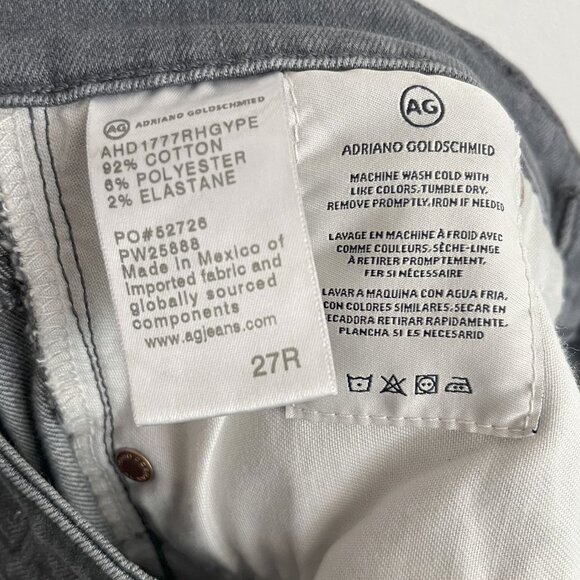 AG ADRIANO GOLDSCHMIED
AHD1777RHGYPE
92% COTTON
6% POLYESTER
2% ELASTANE
PO#52726
PW25688
Made in Mexico of
Imported fabric and
globally sourced
components
www.agjeans.com
27R
AG
ADRIANO GOLDSCHMIED
MACHINE WASH COLD WITH
LIKE COLORS. TUMBLE DRY.
REMOVE PROMPTLY, IRON IF NEEDED
LAVAGE EN MACHINE À FROID AVEC
COMME COULEURS. SÈCHE-LINGE
À RETIRER PROMPTEMENT,
FER SI NÉCESSAIRE
LAVAR A MAQUINA CON AGUA FRIA,
CON COLORES SIMILARES. SECAR EN
ECADORA RETIRAR RAPIDAMENTE,
PLANCHA SI ES NECESARIO